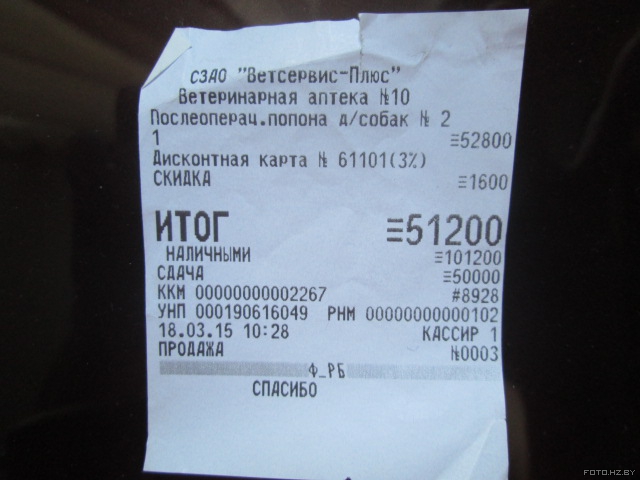 СЗАО "Ветсервис-Плюс"
Ветеринарная аптека №10
Послеоперац.попона д/собак № 2
1 ≡52800
Дисконтная карта № 61101(3%)
СКИДКА ≡1600
ИТОГ ≡51200
НАЛИЧНЫМИ ≡101200
СДАЧА ≡50000
ККМ 00000000002267 #8928
УНП 000190616049 РНМ 00000000000102
18.03.15 10:28 КАССИР 1
ПРОДАЖА №0003
Ф_РБ
СПАСИБО
FOTO.HZ.BY